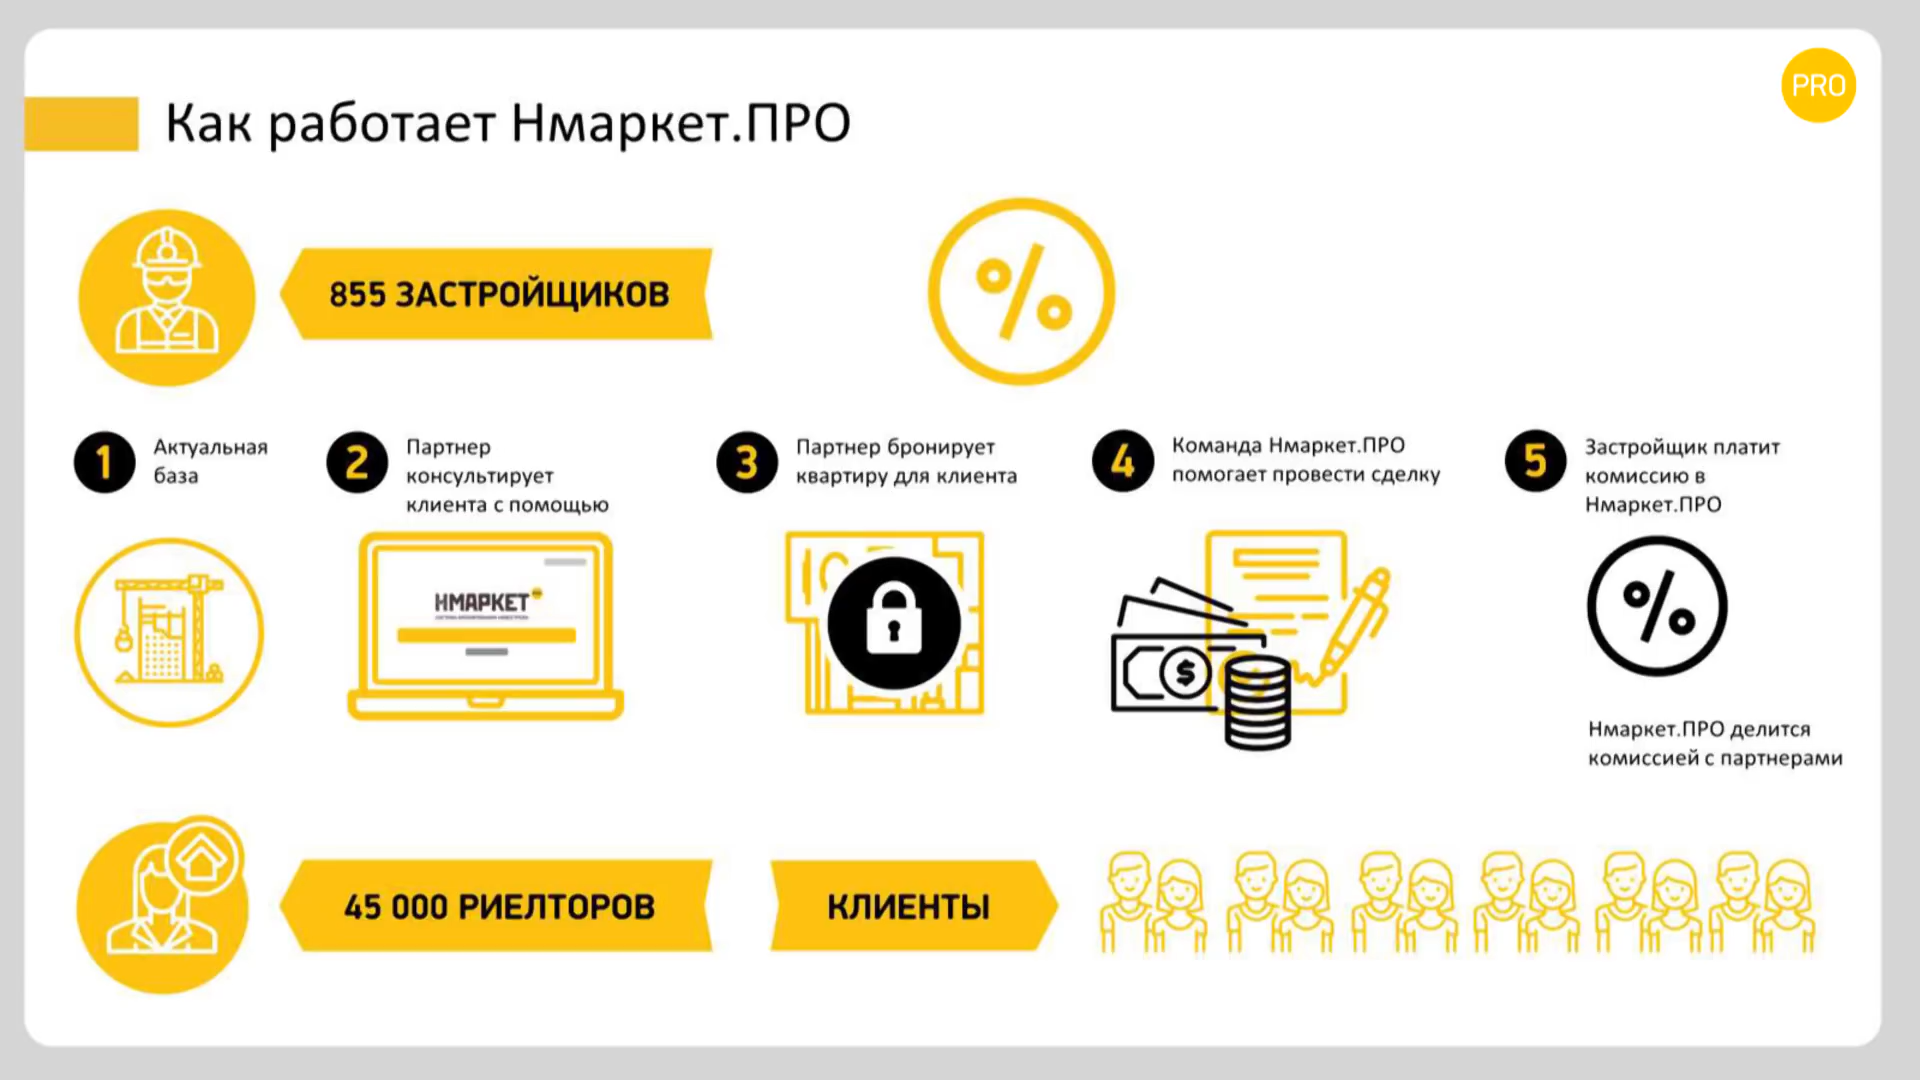 PRO
Как работает Нмаркет.ПРО
855 ЗАСТРОЙЩИКОВ
%
1
Актуальная
база
2
Партнер
консультирует
клиента с помощью
НМАРКЕТ
3
Партнер бронирует
квартиру для клиента
4
Команда Нмаркет.ПРО
помогает провести сделку
$
5
Застройщик платит
комиссию в
Нмаркет.ПРО
%
Нмаркет.ПРО делится
комиссией с партнерами
45 000 РИЕЛТОРОВ
КЛИЕНТЫ